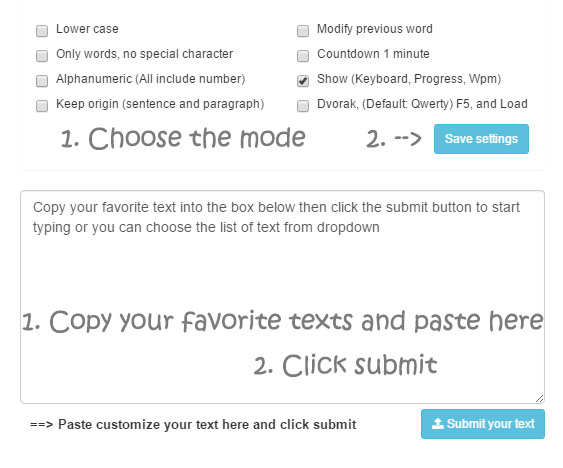 Lower case
Modify previous word
Only words, no special character
Countdown 1 minute
Alphanumeric (All include number)
Show (Keyboard, Progress, Wpm)
Keep origin (sentence and paragraph)
Dvorak, (Default: Qwerty) F5, and Load
1. Choose the mode
2. -->
Save settings
Copy your favorite text into the box below then click the submit button to start
typing or you can choose the list of text from dropdown
1. Copy your favorite texts and paste here
2. Click submit
==> Paste customize your text here and click submit
Submit your text